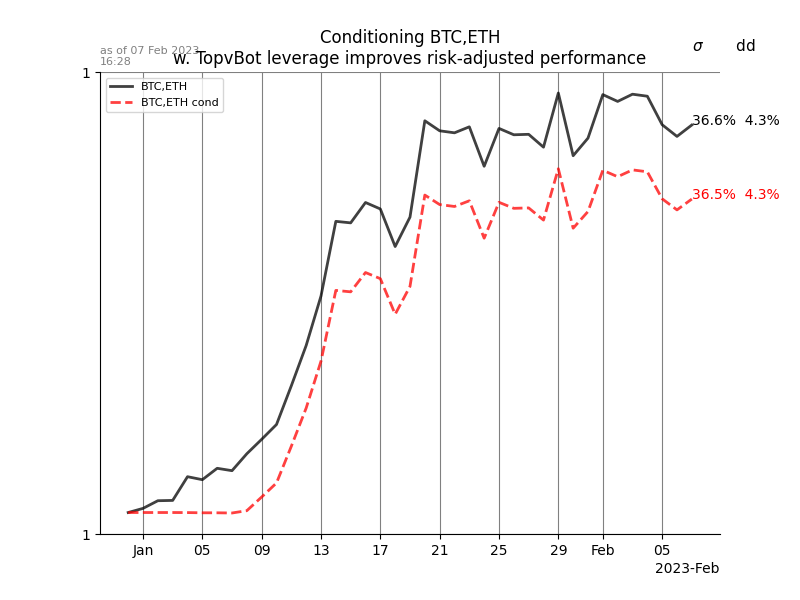 Conditioning BTC,ETH
w. TopvBot leverage improves risk-adjusted performance
as of 07 Feb 2023
16:28
σ dd
1
BTC,ETH
BTC,ETH cond
36.6% 4.3%
36.5% 4.3%
1
Jan 05 09 13 17 21 25 29 Feb 05
2023-Feb